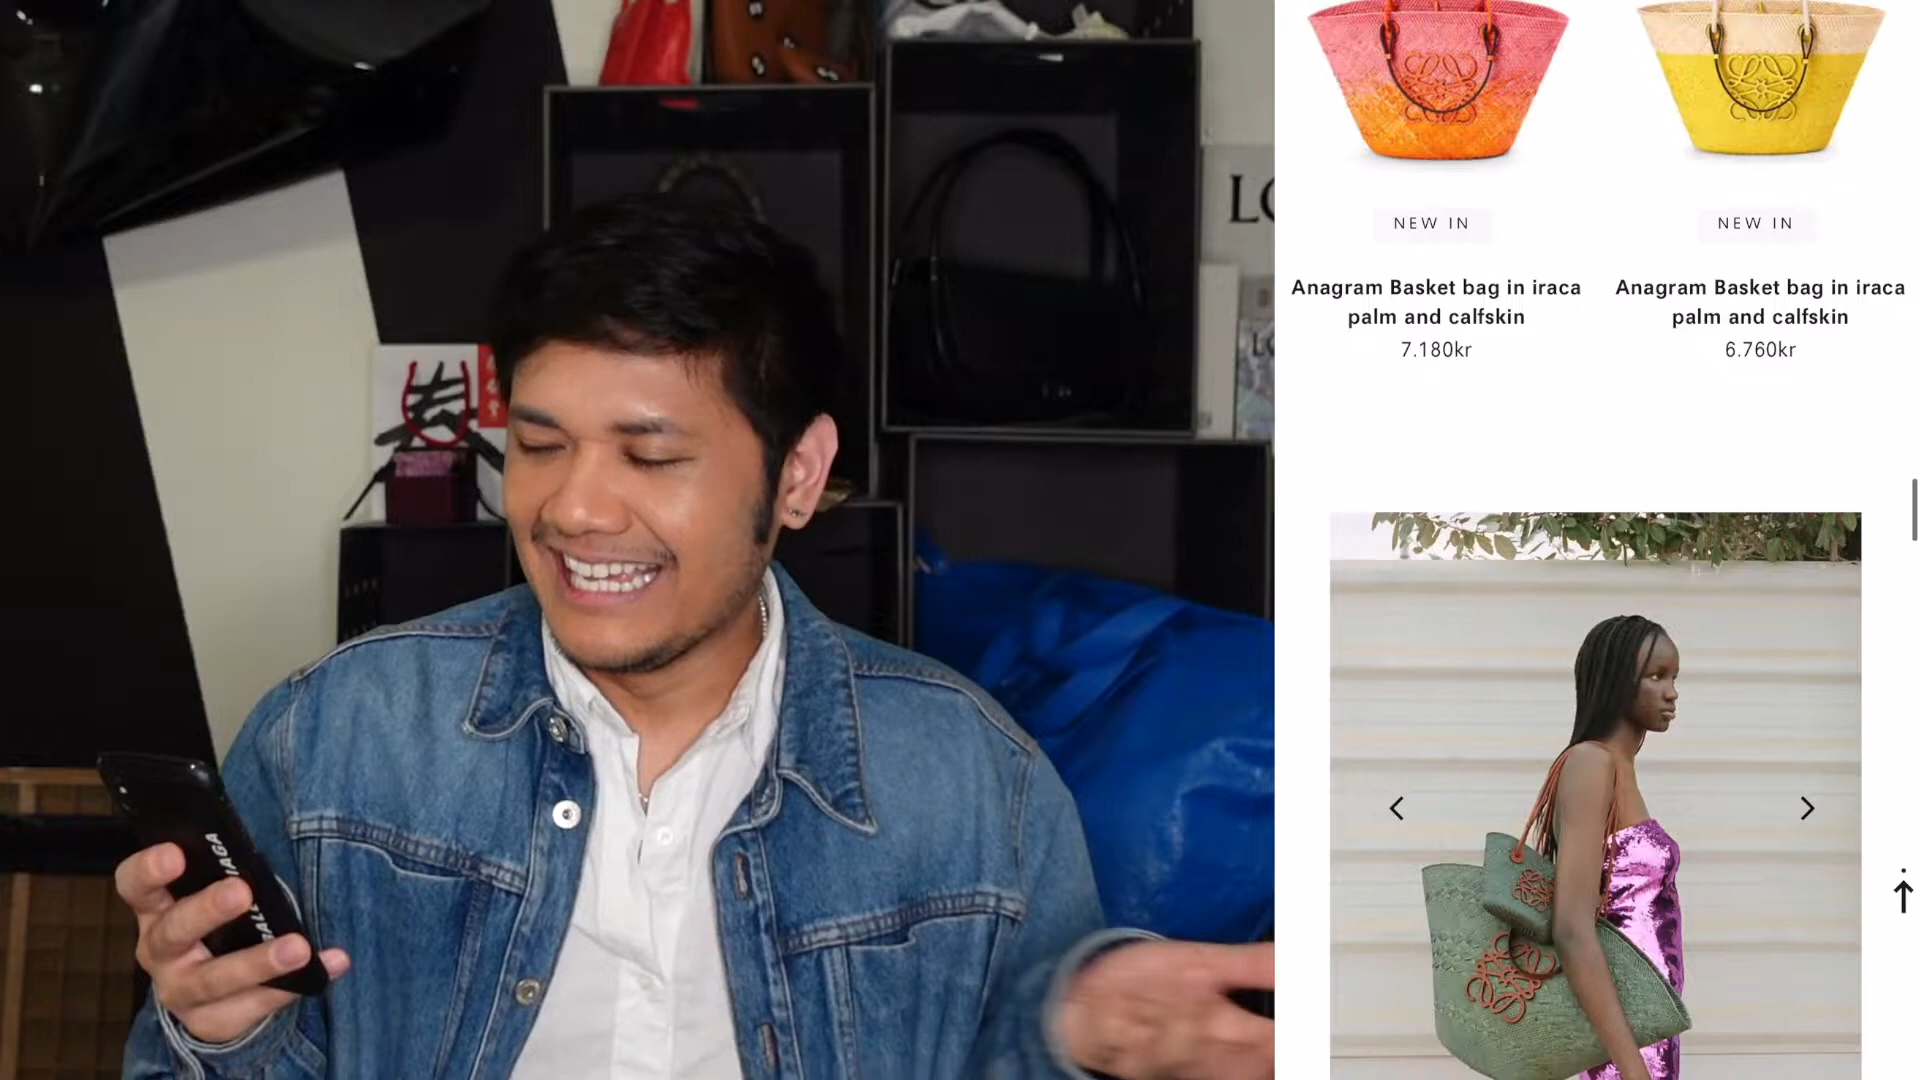 NEW IN
NEW IN
Anagram Basket bag in iraca
palm and calfskin
7.180kr
Anagram Basket bag in iraca
palm and calfskin
6.760kr